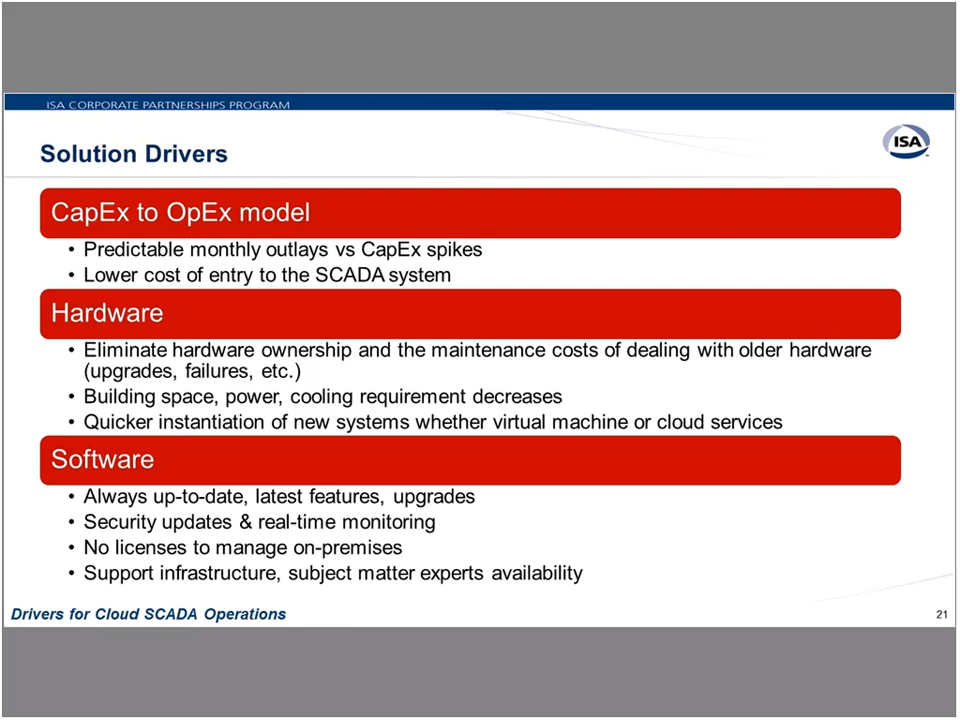 ISA CORPORATE PARTNERSHIPS PROGRAM
Solution Drivers
ISA
CapEx to OpEx model
• Predictable monthly outlays vs CapEx spikes
• Lower cost of entry to the SCADA system
Hardware
• Eliminate hardware ownership and the maintenance costs of dealing with older hardware
(upgrades, failures, etc.)
• Building space, power, cooling requirement decreases
• Quicker instantiation of new systems whether virtual machine or cloud services
Software
• Always up-to-date, latest features, upgrades
• Security updates & real-time monitoring
• No licenses to manage on-premises
• Support infrastructure, subject matter experts availability
Drivers for Cloud SCADA Operations
21